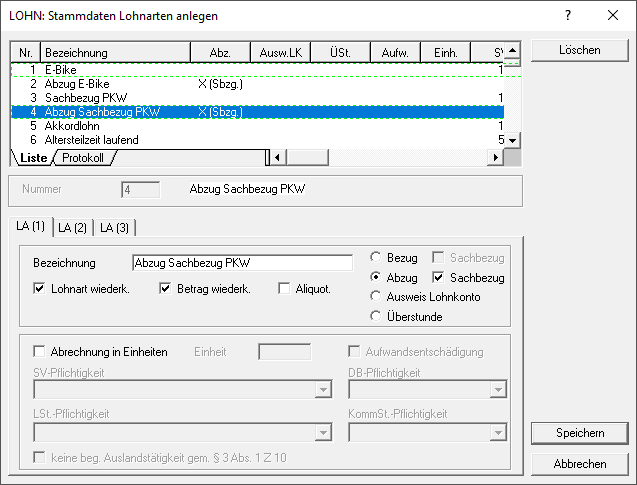 LOHN: Stammdaten Lohnarten anlegen ?
Nr. Bezeichnung Abz. Ausw.LK ÜSt. Aufw. Einh. SV
1 E-Bike 1
2 Abzug E-Bike X (Sbzg.)
3 Sachbezug PKW 1
4 Abzug Sachbezug PKW X (Sbzg.)
5 Akkordlohn 1
6 Altersteilzeit laufend 5
Liste Protokoll
Löschen
Nummer 4 Abzug Sachbezug PKW
LA (1) LA (2) LA (3)
Bezeichnung Abzug Sachbezug PKW
Lohnart wiederk. Betrag wiederk. Aliquot.
Bezug Sachbezug
Abzug Sachbezug
Ausweis Lohnkonto
Überstunde
Abrechnung in Einheiten Einheit Aufwandsentschädigung
SV-Pflichtigkeit DB-Pflichtigkeit
LSt.-Pflichtigkeit KommSt.-Pflichtigkeit
keine beg. Auslandstätigkeit gem. § 3 Abs. 1 Z 10
Speichern
Abbrechen